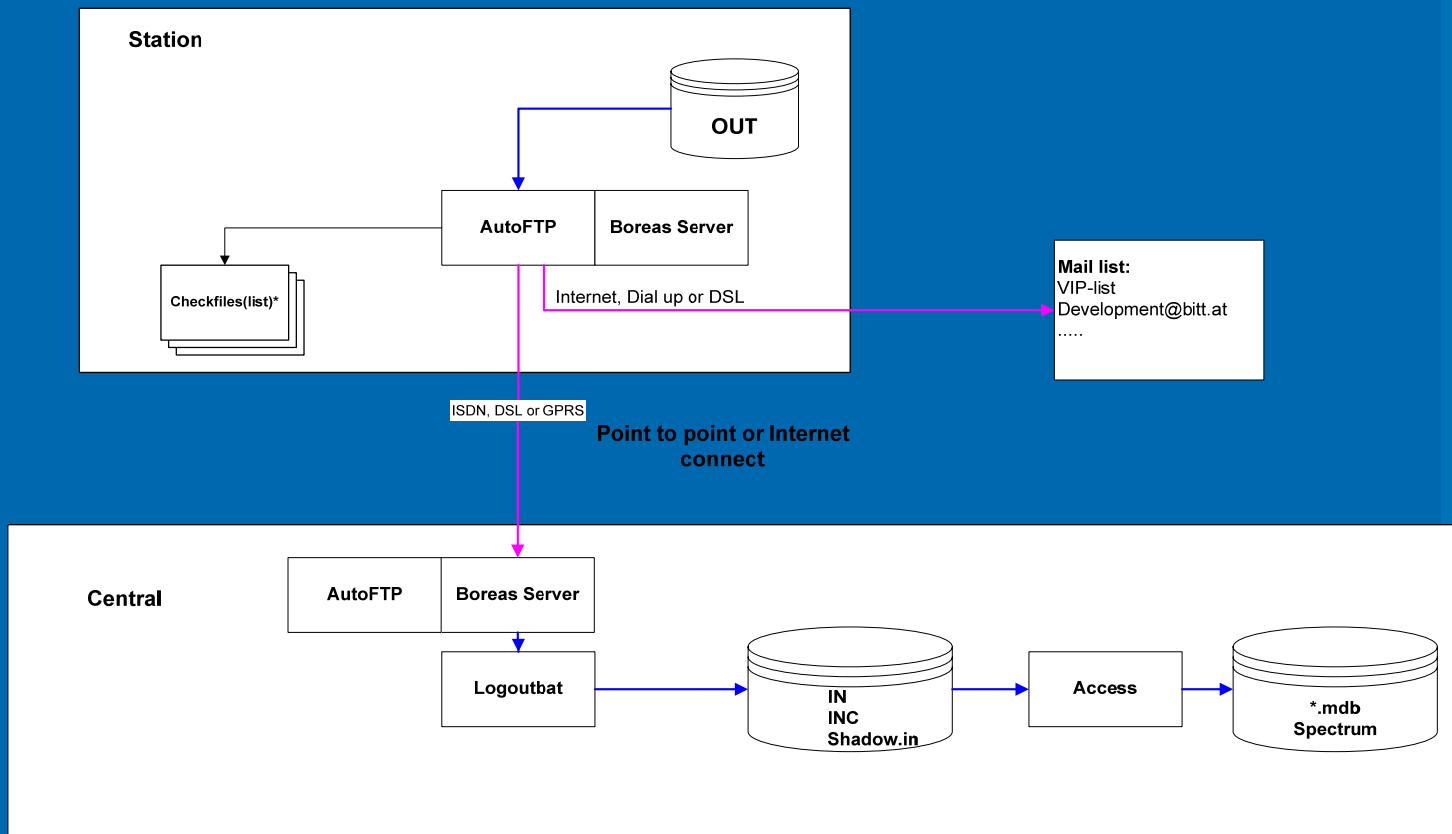 Station
OUT
AutoFTP
Boreas Server
Checkfiles(list)*
Internet, Dial up or DSL
Mail list:
VIP-list
Development@bitt.at
.....
ISDN, DSL or GPRS
Point to point or Internet
connect
Central
AutoFTP
Boreas Server
Logoutbat
IN
INC
Shadow.in
Access
*.mdb
Spectrum